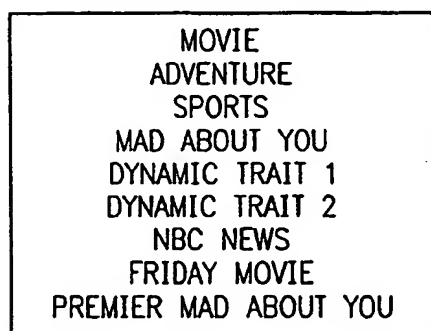 MOVIE
ADVENTURE
SPORTS
MAD ABOUT YOU
DYNAMIC TRAIT 1
DYNAMIC TRAIT 2
NBC NEWS
FRIDAY MOVIE
PREMIER MAD ABOUT YOU